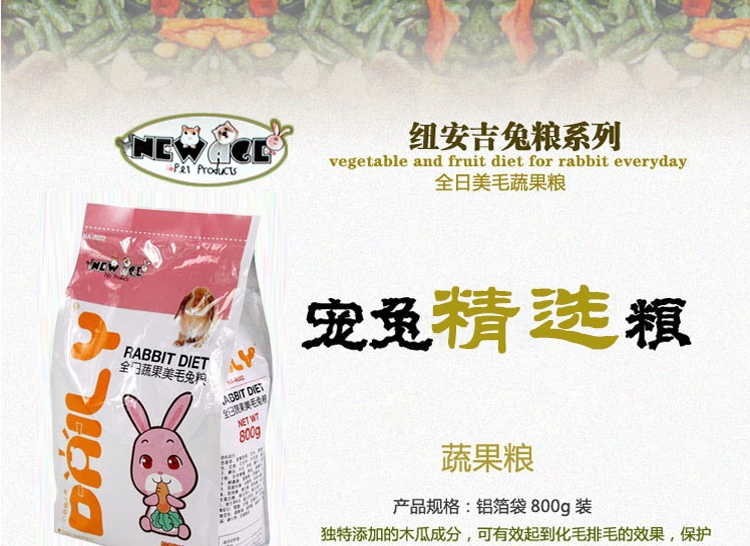 纽安吉兔粮系列
vegetable and fruit diet for rabbit everyday
全日美毛蔬果粮
NEW AGE
Pet Products
宠兔精选粮
NA-R002
NEW AGE
DAILY
RABBIT DIET
全日蔬果美毛兔粮
RABBIT DIET
全日蔬果美毛兔粮
NET WT
800g
蔬果粮
产品规格：铝箔袋 800g 装
独特添加的木瓜成分，可有效起到化毛排毛的效果，保护